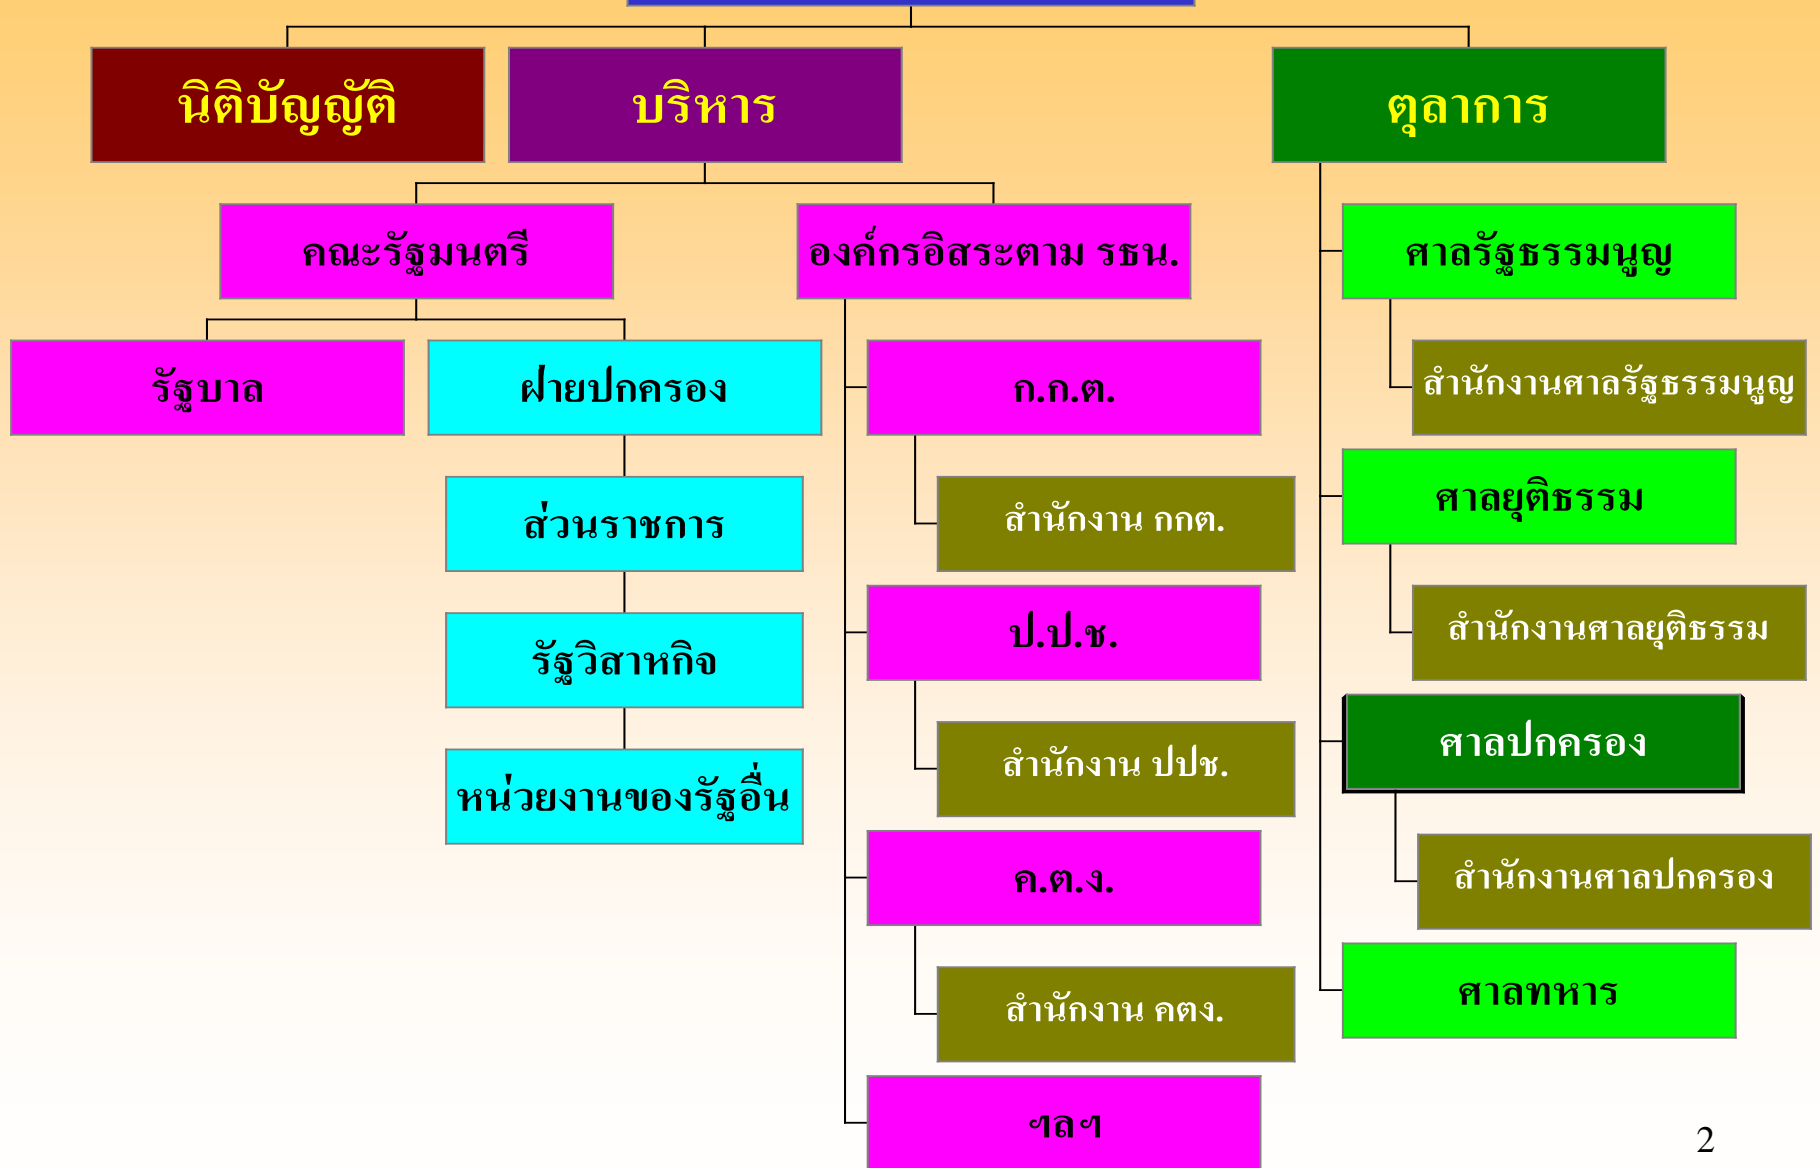 นิติบัญญัติ
บริหาร
ตุลาการ
คณะรัฐมนตรี
องค์กรอิสระตาม รธน.
ศาลรัฐธรรมนูญ
รัฐบาล
ฝ่ายปกครอง
ก.ก.ต.
สำนักงานศาลรัฐธรรมนูญ
ส่วนราชการ
สำนักงาน กกต.
ศาลยุติธรรม
รัฐวิสาหกิจ
ป.ป.ช.
สำนักงานศาลยุติธรรม
หน่วยงานของรัฐอื่น
สำนักงาน ปปช.
ศาลปกครอง
ค.ต.ง.
สำนักงานศาลปกครอง
สำนักงาน คตง.
ศาลทหาร
ฯลฯ
2